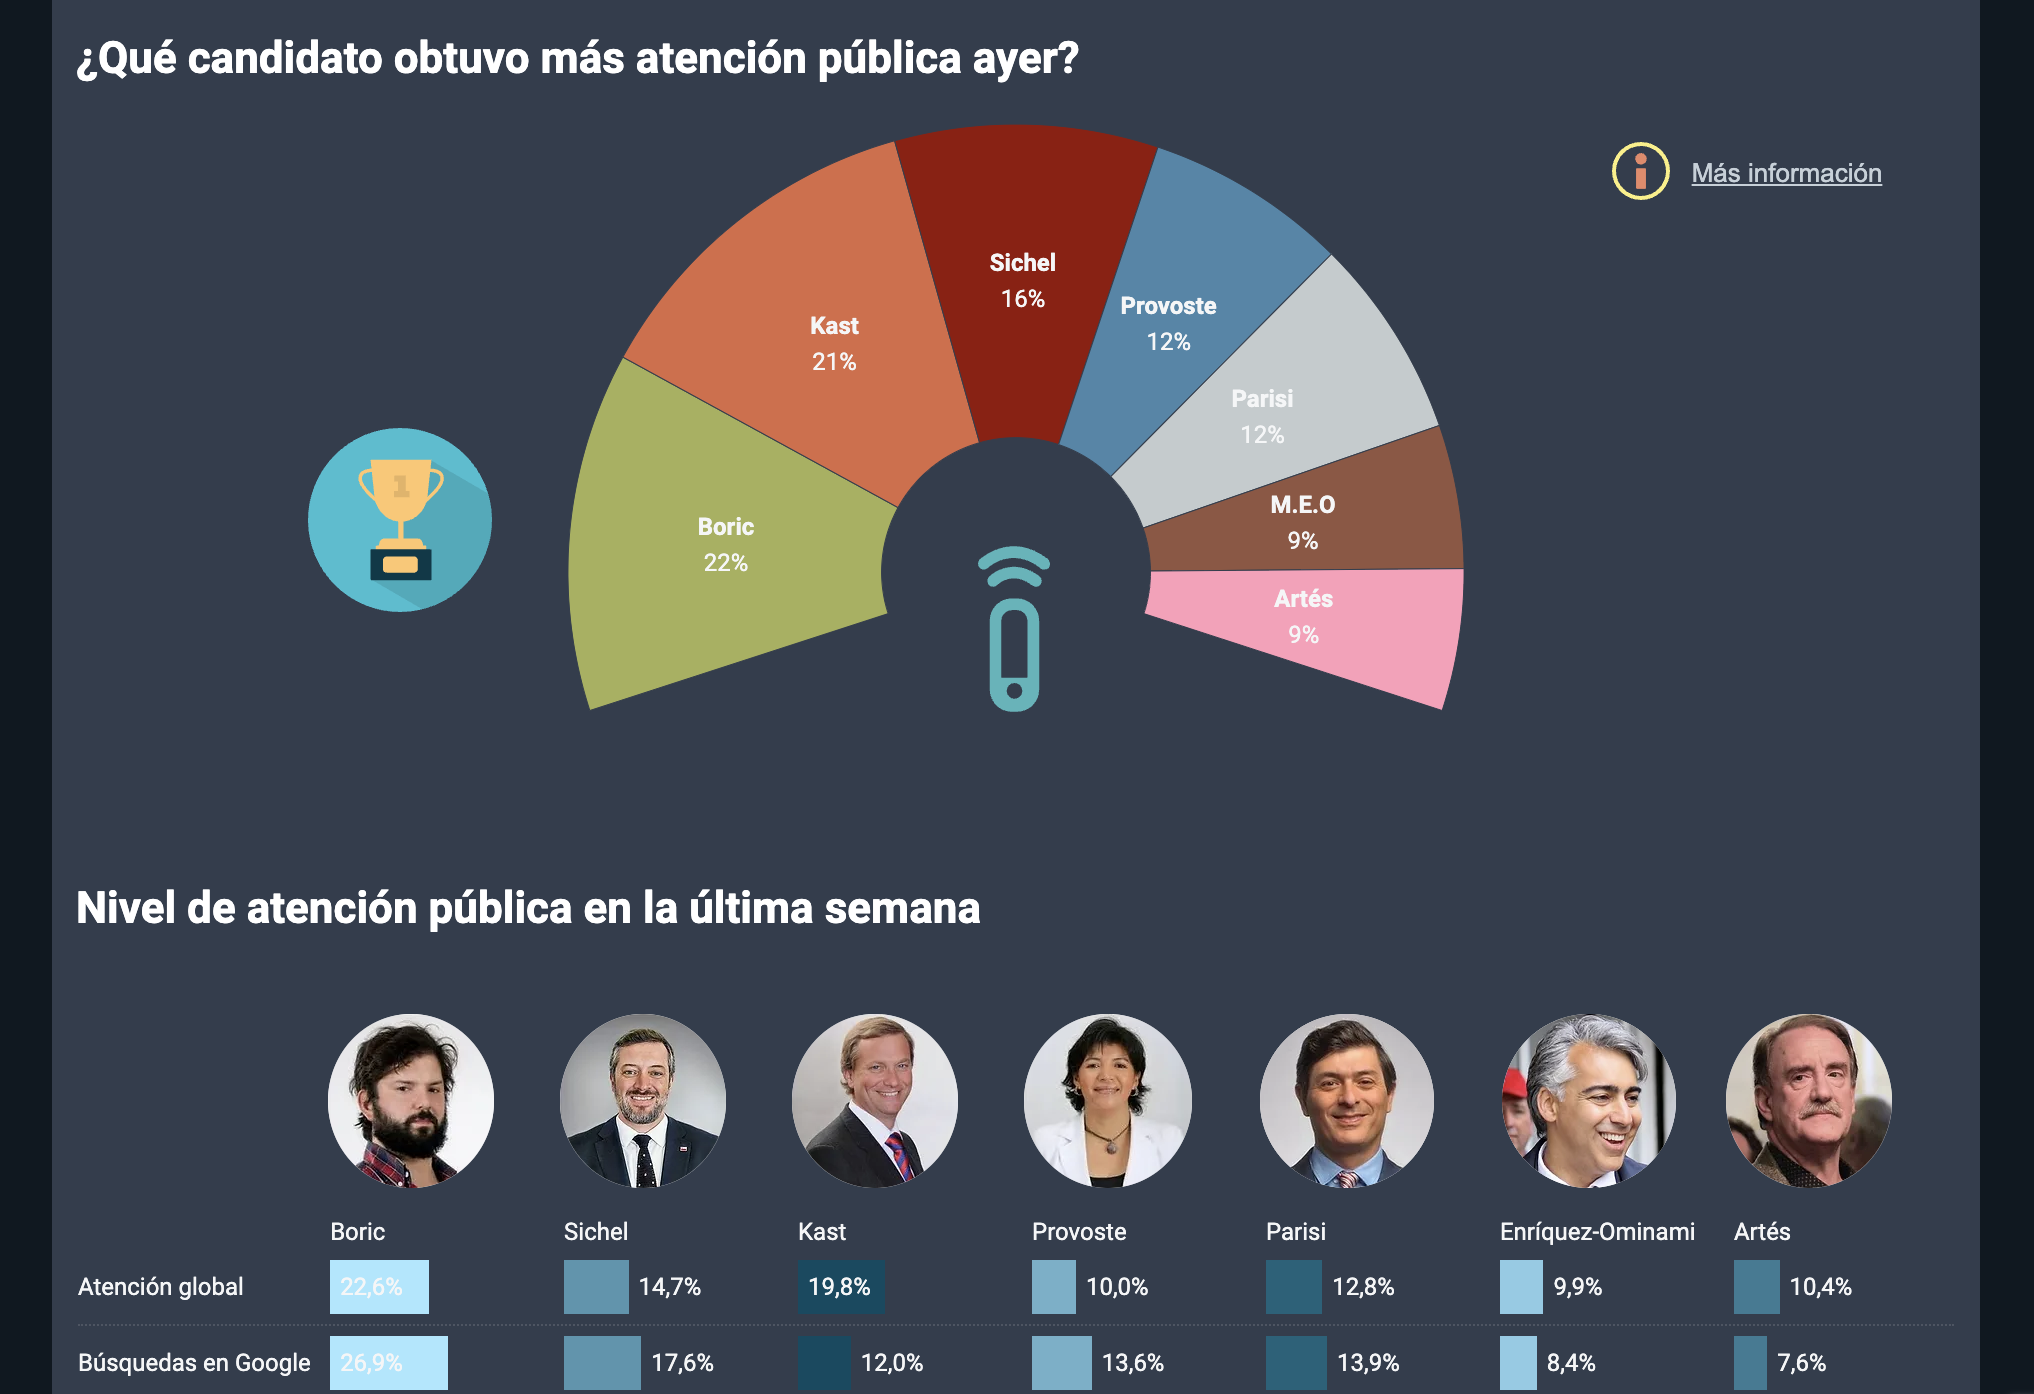 ¿Qué candidato obtuvo más atención pública ayer?
Más información
Sichel
16%
Provoste
12%
Kast
21%
Parisi
12%
1
M.E.O
9%
Boric
22%
Artés
9%
Nivel de atención pública en la última semana
Boric Sichel Kast Provoste Parisi Enríquez-Ominami Artés
Atención global 22,6% 14,7% 19,8% 10,0% 12,8% 9,9% 10,4%
Búsquedas en Google 26,9% 17,6% 12,0% 13,6% 13,9% 8,4% 7,6%